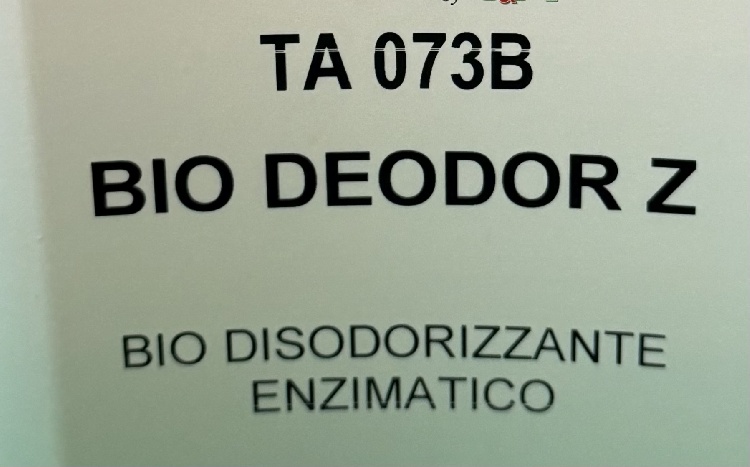 TA 073B
BIO DEODOR Z
BIO DISODORIZZANTE
ENZIMATICO